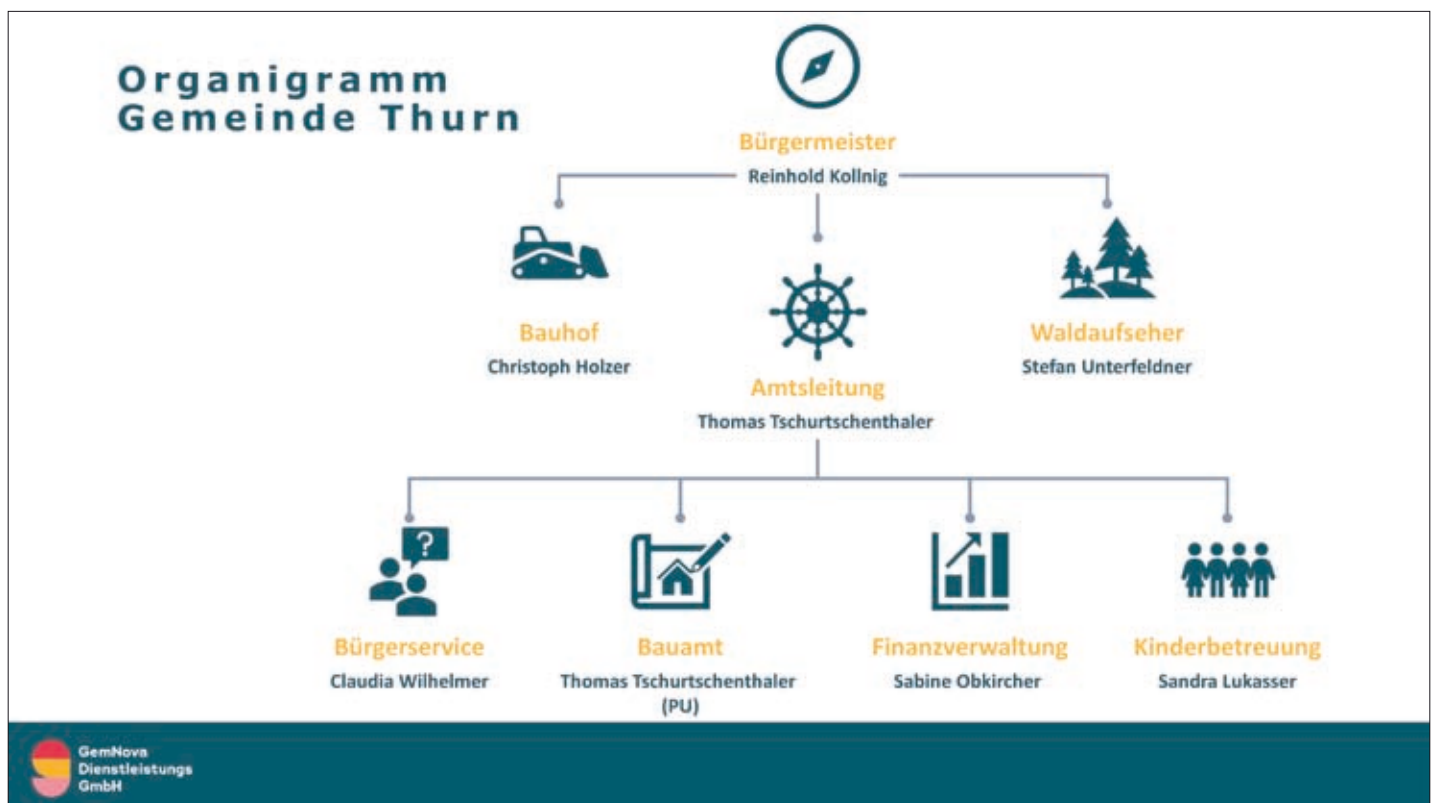 Organigramm
Gemeinde Thurn
Bürgermeister
Reinhold Kollnig
Bauhof
Christoph Holzer
Amtsleitung
Thomas Tschurtschenthaler
Waldaufseher
Stefan Unterfeldner
?
Bürgerservice
Claudia Wilhelmer
Bauamt
Thomas Tschurtschenthaler
(PU)
Finanzverwaltung
Sabine Obkircher
Kinderbetreuung
Sandra Lukasser
GemNova
Dienstleistungs
GmbH